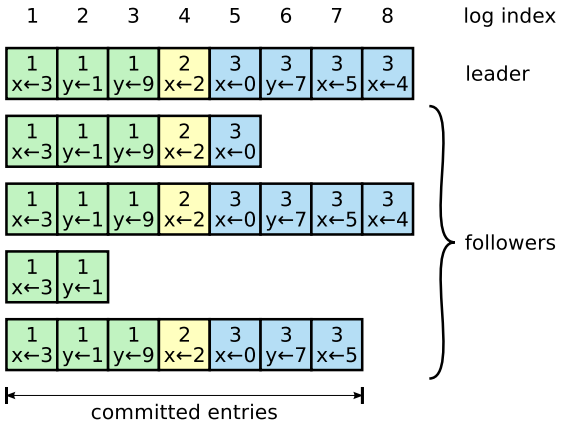 1 2 3 4 5 6 7 8 log index
1 1 1 2 3 3 3 3
x←3 y←1 y←9 x←2 x←0 y←7 x←5 x←4
leader
1 1 1 2 3
x←3 y←1 y←9 x←2 x←0
1 1 1 2 3 3 3 3
x←3 y←1 y←9 x←2 x←0 y←7 x←5 x←4
followers
1 1
x←3 y←1
1 1 1 2 3 3 3
x←3 y←1 y←9 x←2 x←0 y←7 x←5
committed entries